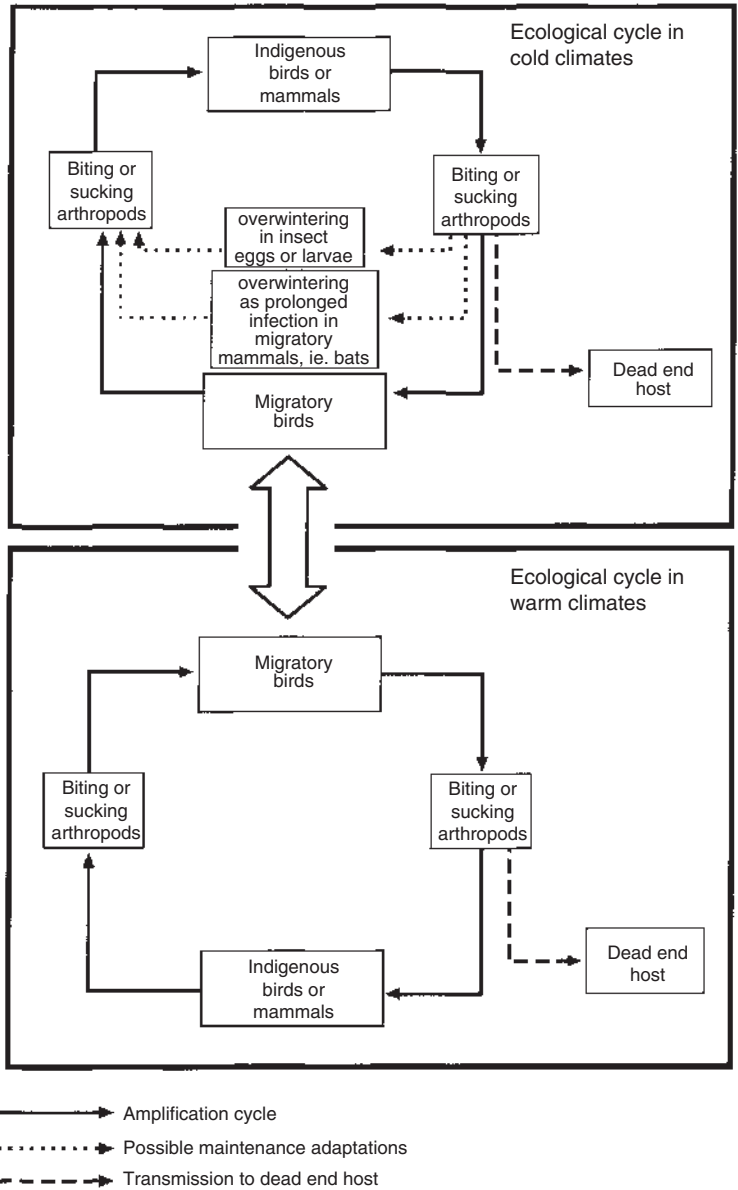 Ecological cycle in
cold climates
Indigenous
birds or
mammals
Biting or
sucking
arthropods
Biting or
sucking
arthropods
overwintering
in insect
eggs or larvae
overwintering
as prolonged
infection in
migratory
mammals, ie. bats
Dead end
host
Migratory
birds
Ecological cycle in
warm climates
Migratory
birds
Biting or
sucking
arthropods
Biting or
sucking
arthropods
Dead end
host
Indigenous
birds or
mammals
Amplification cycle
Possible maintenance adaptations
Transmission to dead end host